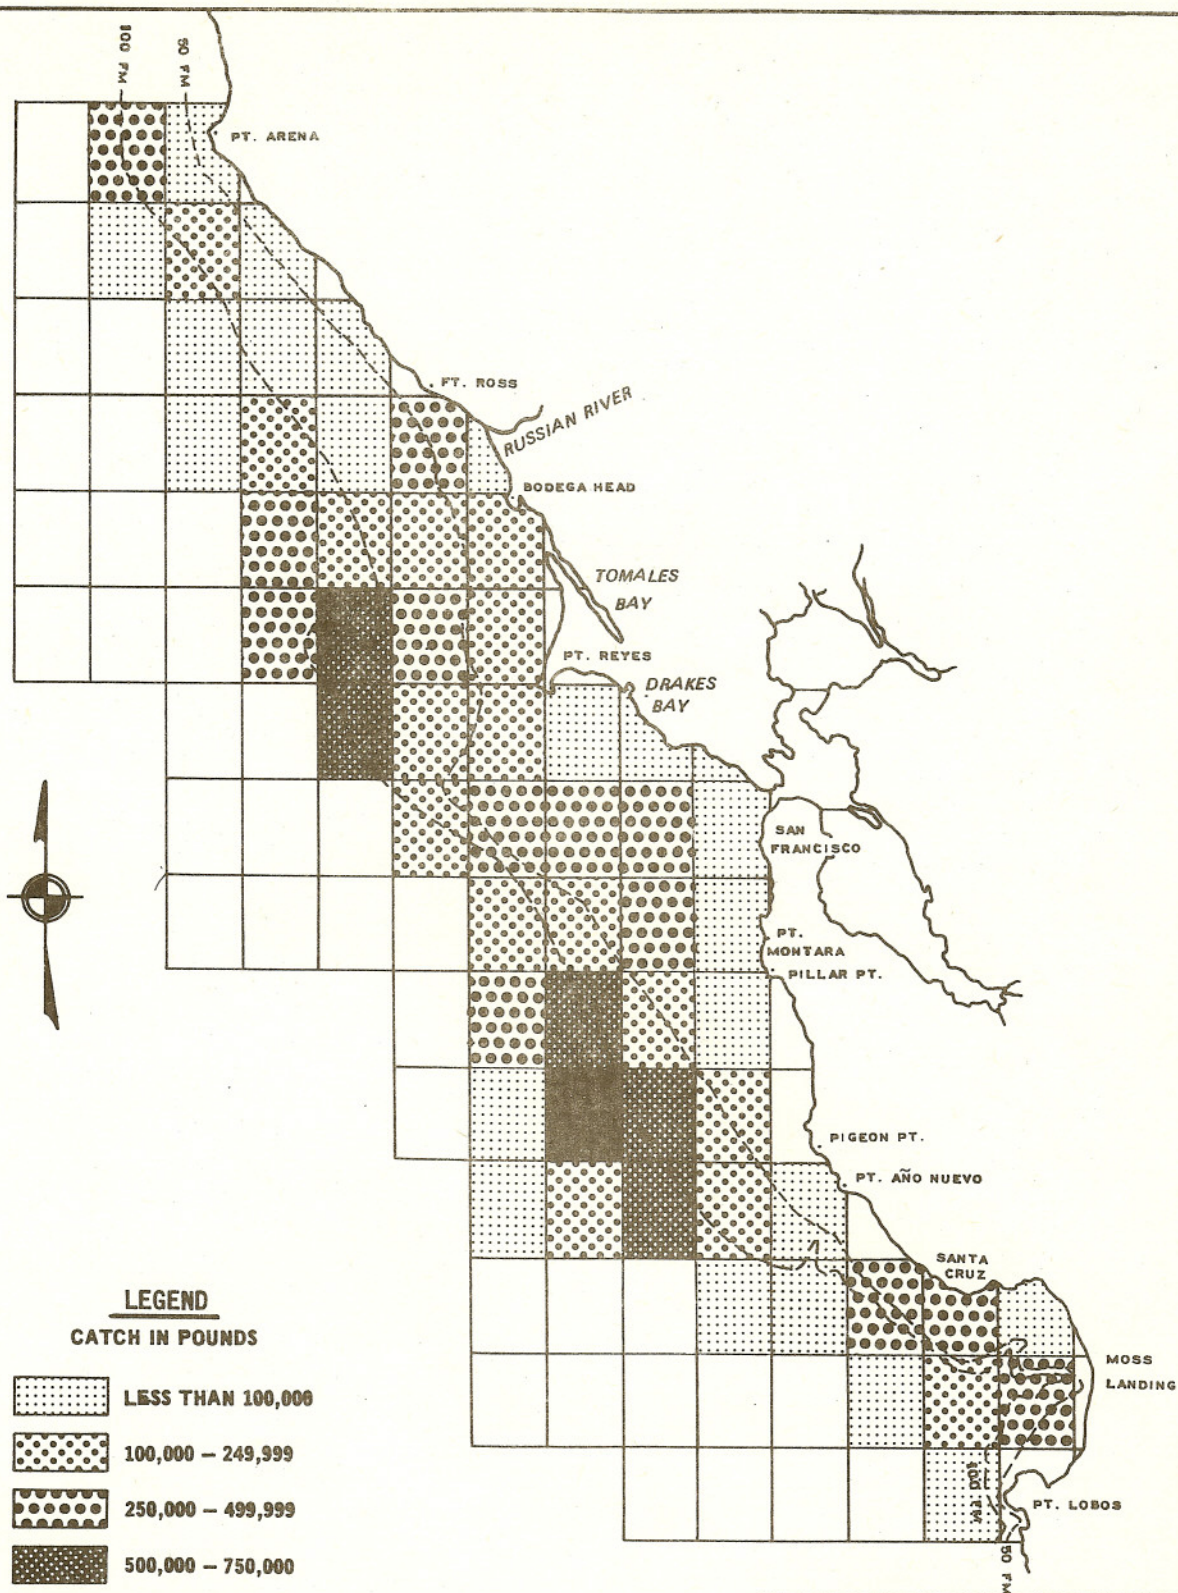 100 FM
50 FM
PT. ARENA
FT. ROSS
RUSSIAN RIVER
BODEGA HEAD
TOMALES
BAY
PT. REYES
DRAKES
BAY
SAN
FRANCISCO
PT.
MONTARA
PILLAR PT.
PIGEON PT.
PT. AÑO NUEVO
SANTA
CRUZ
MOSS
LANDING
100 FM
PT. LOBOS
50 FM
LEGEND
CATCH IN POUNDS
LESS THAN 100,000
100,000 – 249,999
250,000 – 499,999
500,000 – 750,000